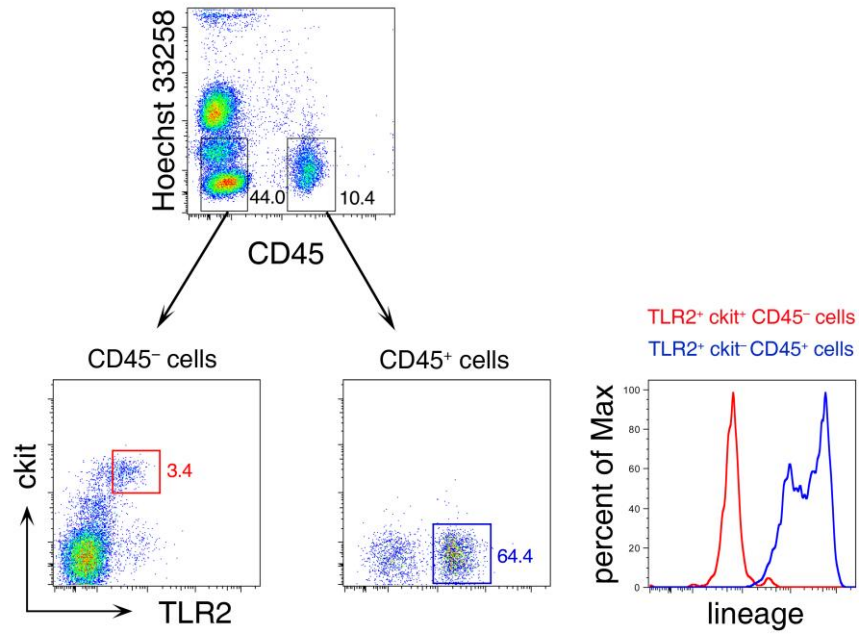 Hoechst 33258
44.0
10.4
CD45
CD45⁻ cells
CD45⁺ cells
TLR2⁺ ckit⁺ CD45⁻ cells
TLR2⁺ ckit⁻ CD45⁺ cells
ckit
3.4
TLR2
64.4
percent of Max
100
80
60
40
20
0
lineage